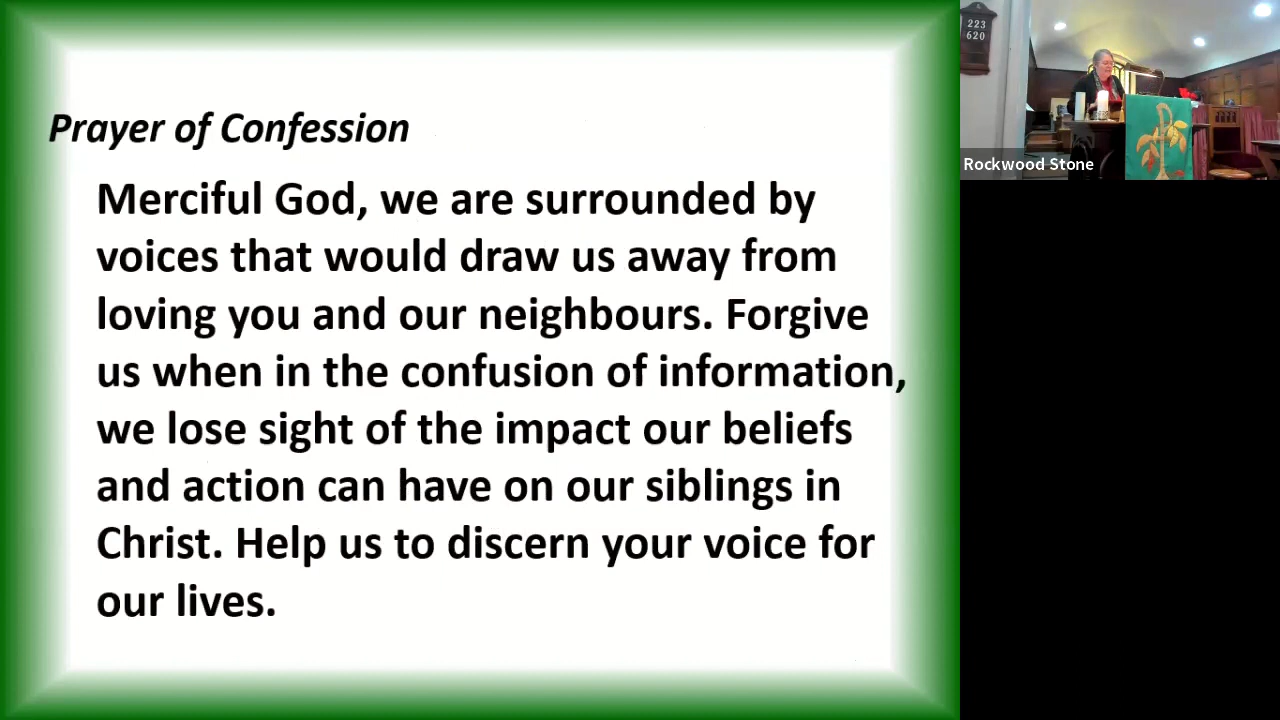 Prayer of Confession
Merciful God, we are surrounded by
voices that would draw us away from
loving you and our neighbours. Forgive
us when in the confusion of information,
we lose sight of the impact our beliefs
and action can have on our siblings in
Christ. Help us to discern your voice for
our lives.
223
620
Rockwood Stone